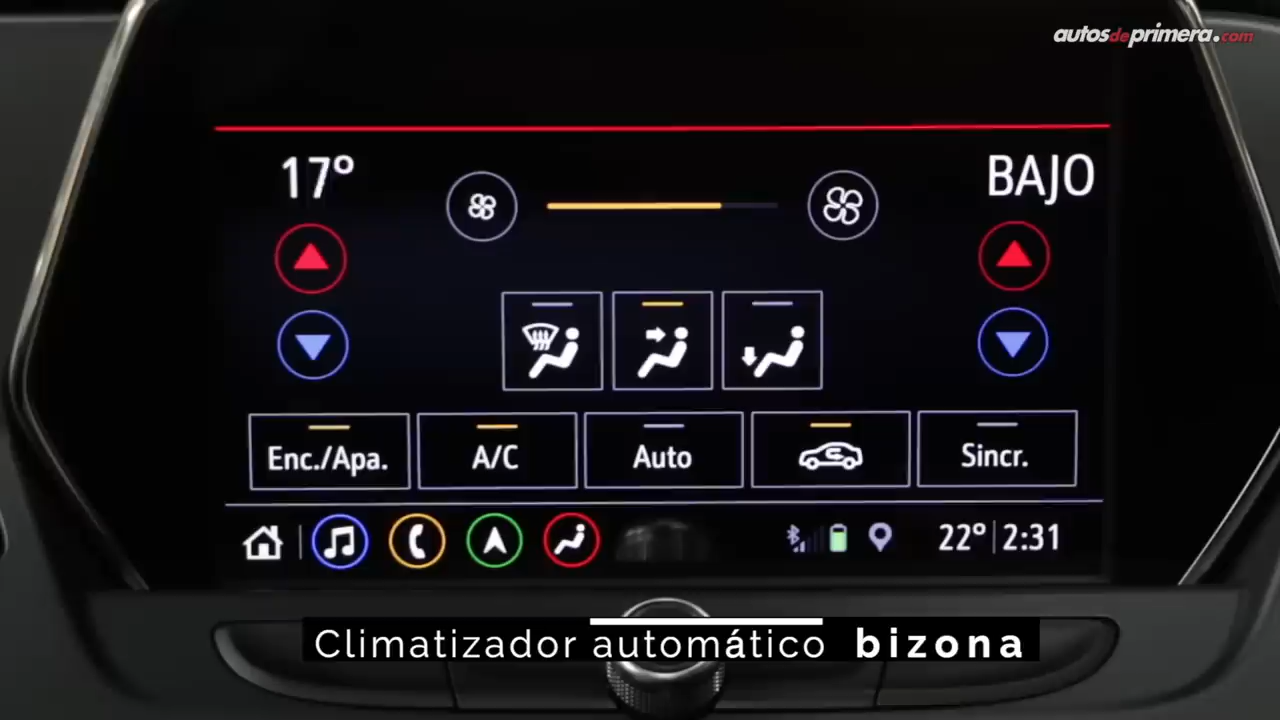 autosdeprimera.com
17°
BAJO
Enc./Apa.
A/C
Auto
Sincr.
22° 2:31
Climatizador automático bizona